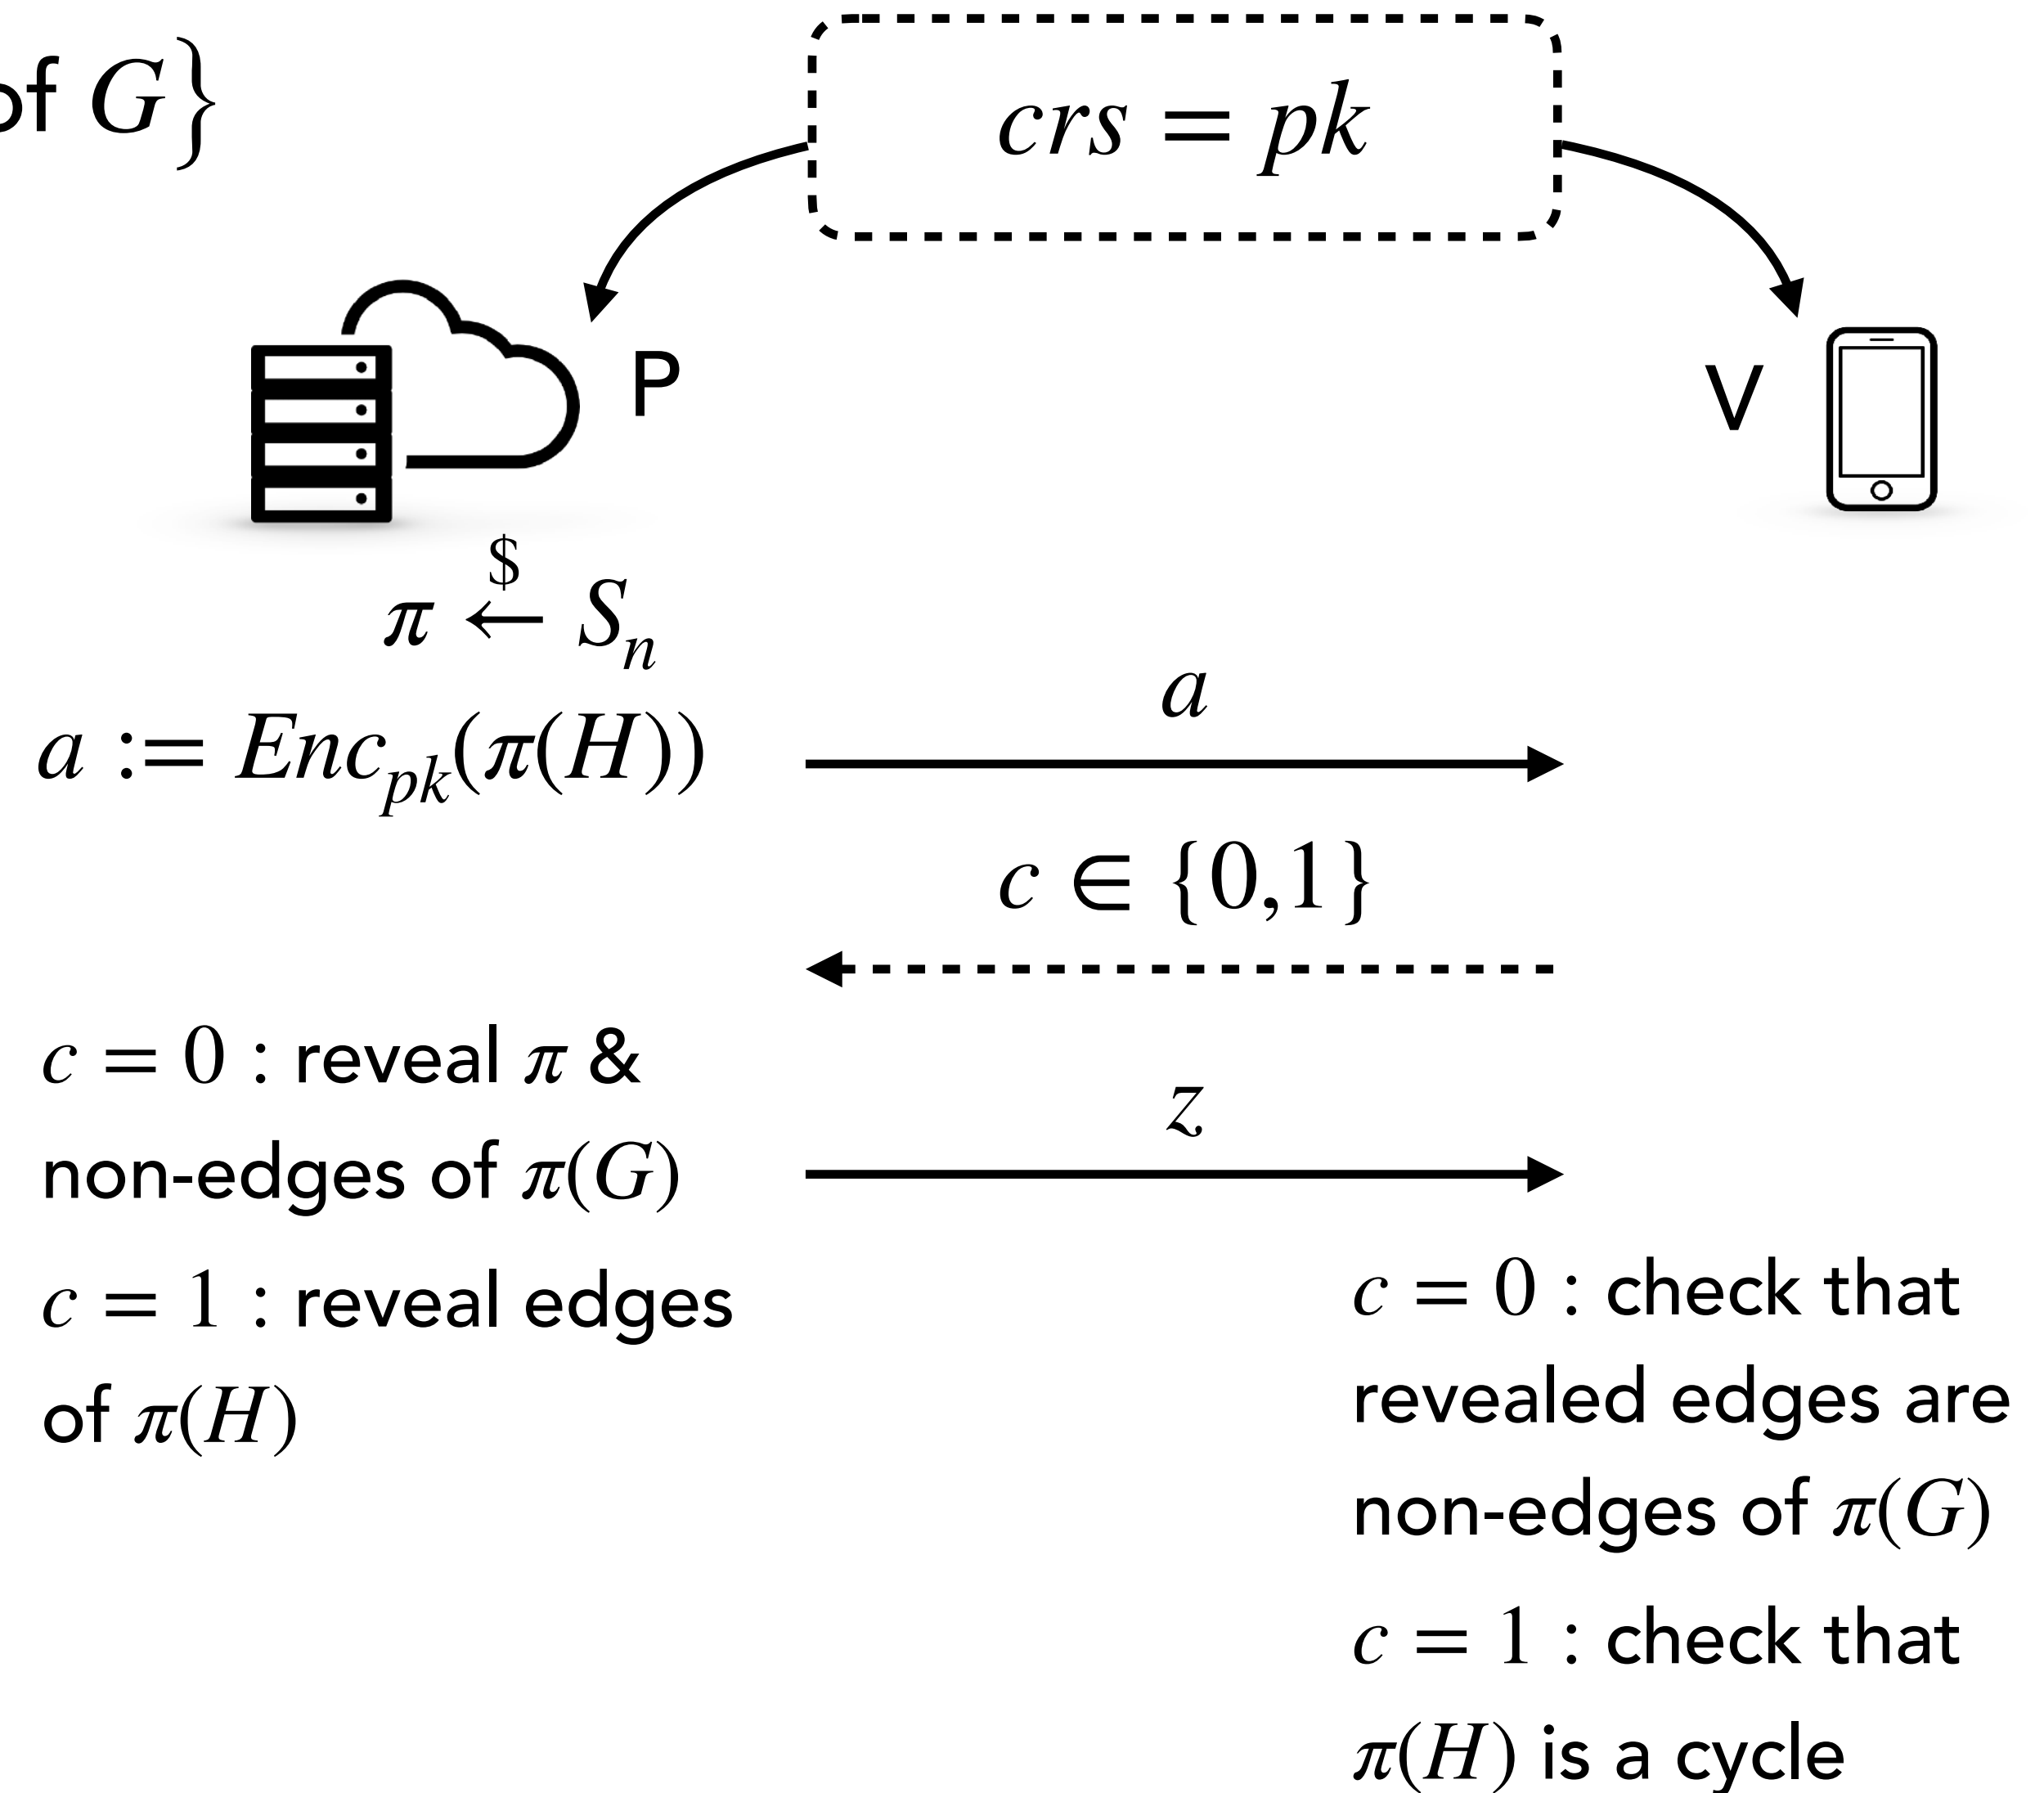 of G}
crs = pk
P
V
π ←$ S_n
a := Enc_pk(π(H))
a
c ∈ {0,1}
c = 0 : reveal π &
non-edges of π(G)
z
c = 1 : reveal edges
of π(H)
c = 0 : check that
revealed edges are
non-edges of π(G)
c = 1 : check that
π(H) is a cycle